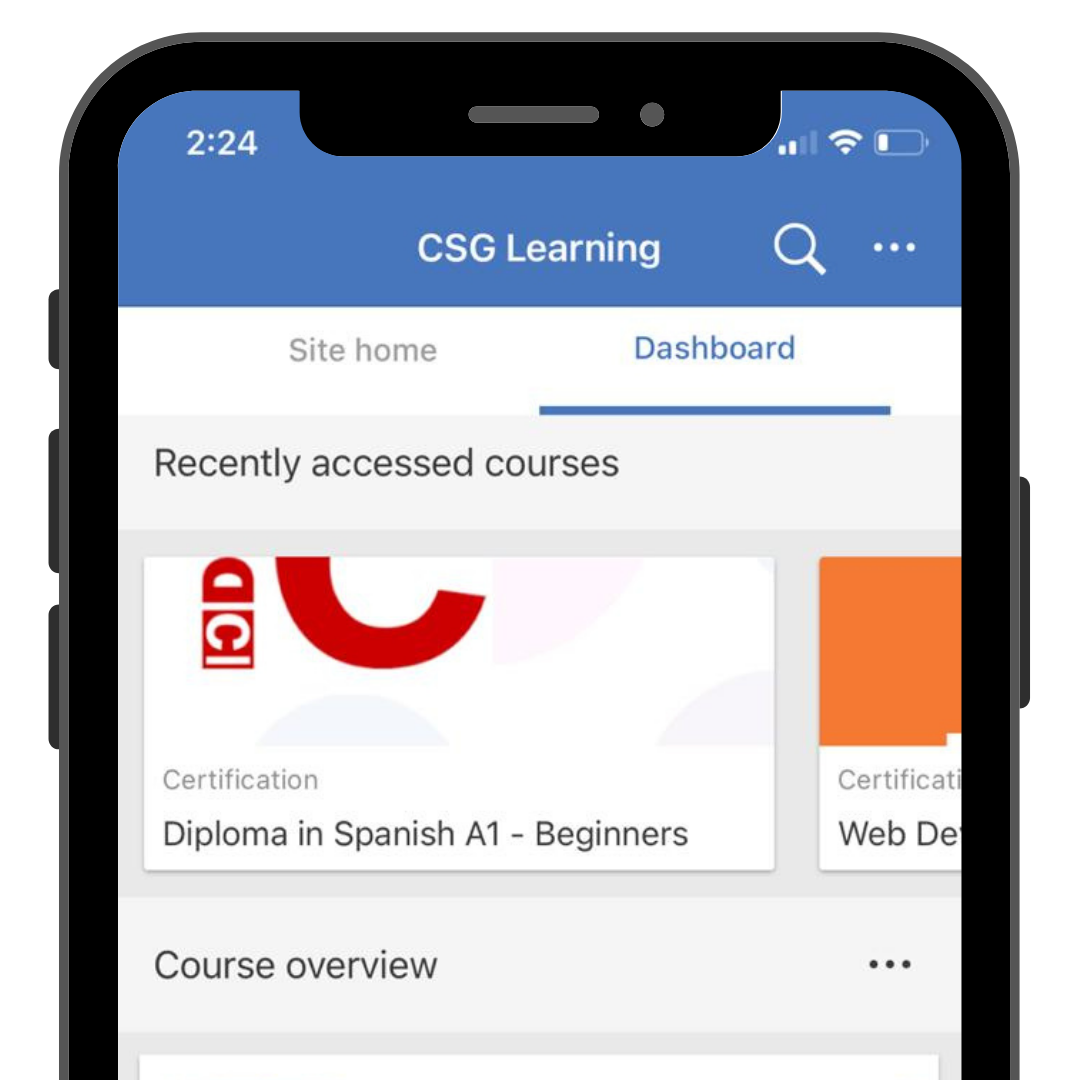 2:24
CSG Learning
Site home
Dashboard
Recently accessed courses
C
Certification
Diploma in Spanish A1 - Beginners
Certificati
Web De
Course overview